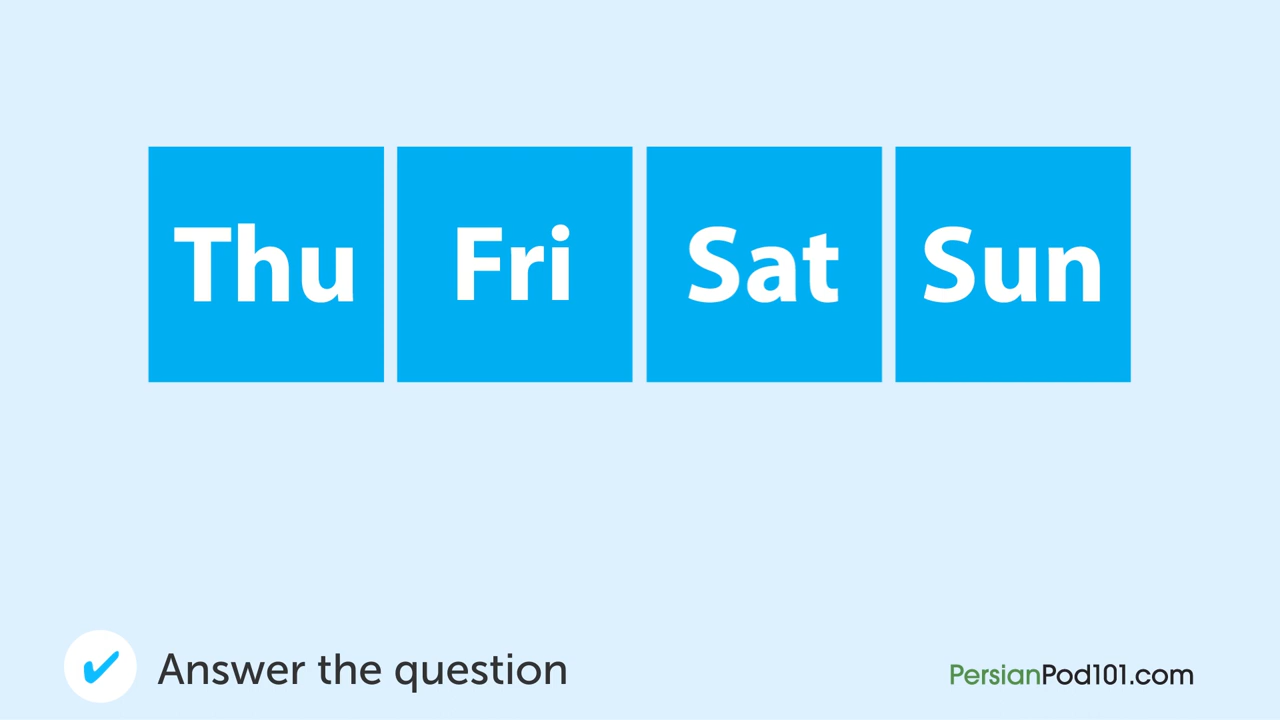 Thu Fri Sat Sun
Answer the question
PersianPod101.com